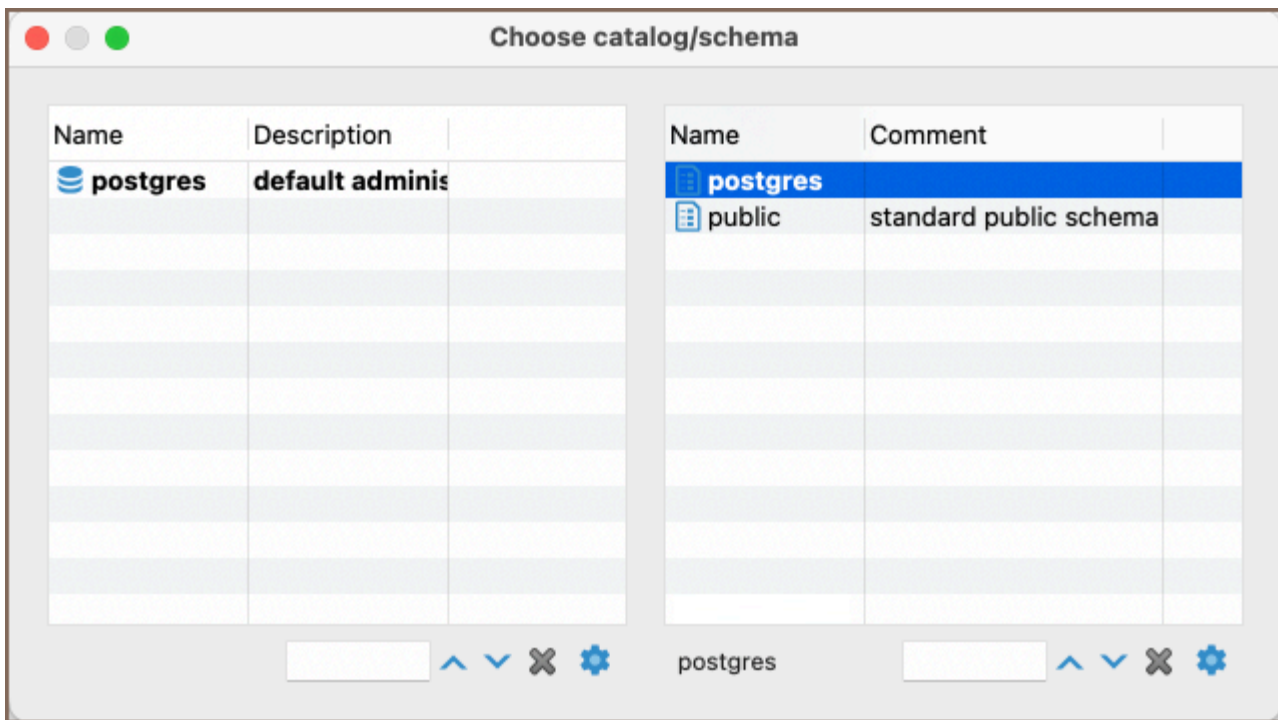 Choose catalog/schema
Name Description
postgres default adminis
Name Comment
postgres
public standard public schema
postgres